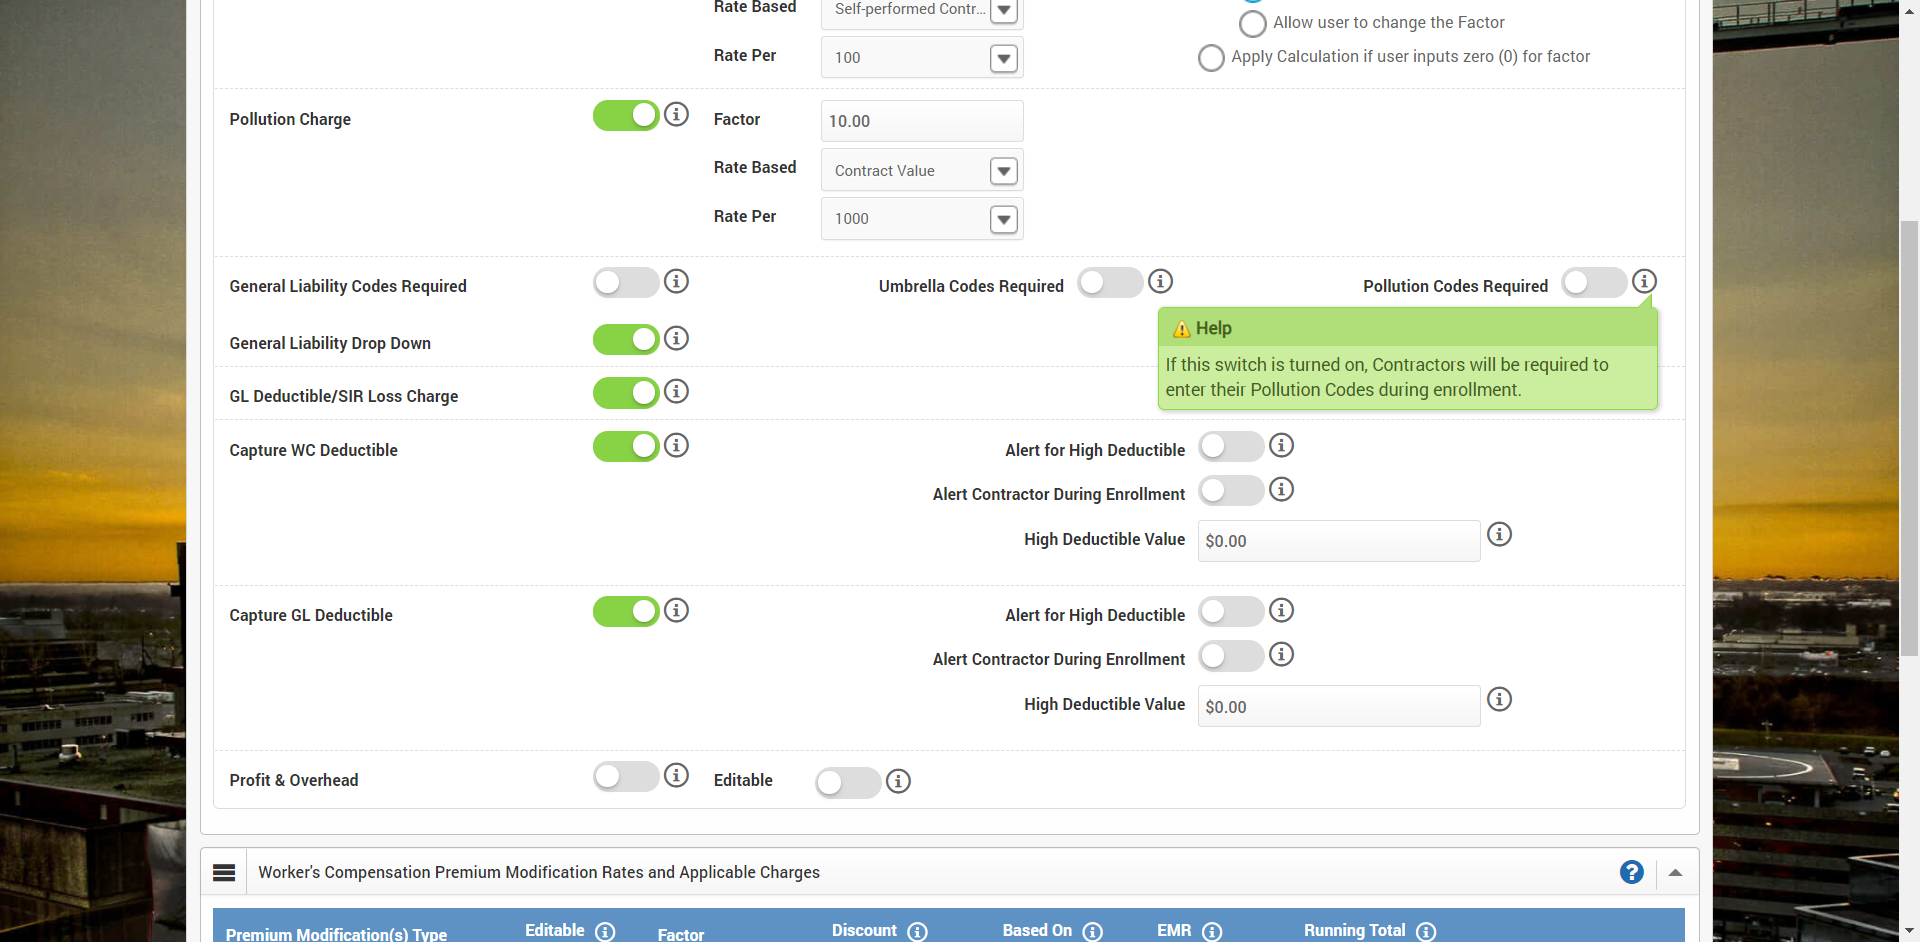 Rate Based Self-performed Contr...
Allow user to change the Factor
Rate Per 100
Apply Calculation if user inputs zero (0) for factor
Pollution Charge Factor 10.00
Rate Based Contract Value
Rate Per 1000
General Liability Codes Required Umbrella Codes Required Pollution Codes Required
Help
If this switch is turned on, Contractors will be required to
enter their Pollution Codes during enrollment.
General Liability Drop Down
GL Deductible/SIR Loss Charge
Capture WC Deductible Alert for High Deductible
Alert Contractor During Enrollment
High Deductible Value $0.00
Capture GL Deductible Alert for High Deductible
Alert Contractor During Enrollment
High Deductible Value $0.00
Profit & Overhead Editable
Worker's Compensation Premium Modification Rates and Applicable Charges ?
Premium Modification(s) Type Editable Factor Discount Based On EMR Running Total